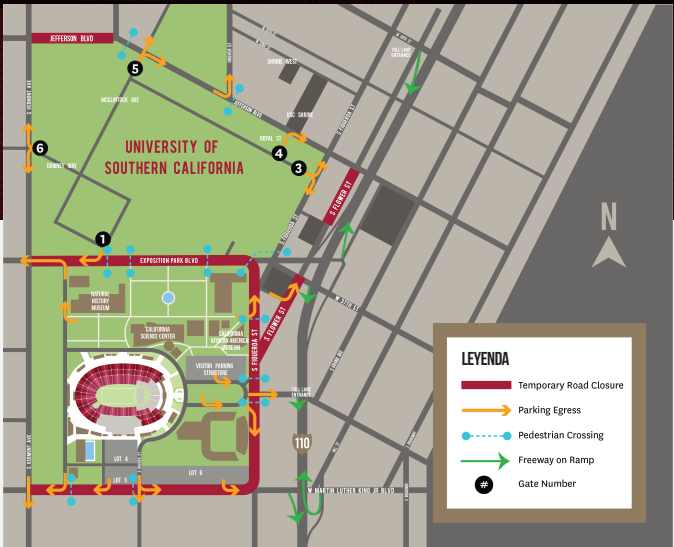 JEFFERSON BLVD
S VERMONT AVE
MCCLINTOCK AVE
5
JEFFERSON BLVD
SHRINE WEST
USC SHRINE
TOLL LANE
ENTRANCE
S FIGUEROA ST
ROYAL ST
4
3
6
UNIVERSITY OF
SOUTHERN CALIFORNIA
S FLOWER ST
S FIGUEROA ST
1
EXPOSITION PARK BLVD
N
NATURAL
HISTORY
MUSEUM
CALIFORNIA
SCIENCE CENTER
CALIFORNIA
AFRICAN AMERICA
MUSEUM
S FIGUEROA ST
S FLOWER ST
W 37TH ST
VISITOR PARKING
STRUCTURE
TOLL LANE
ENTRANCE
110
S VERMONT AVE
LOT 4
LOT 5
LOT 6
W MARTIN LUTHER KING JR BLVD
LEYENDA
Temporary Road Closure
Parking Egress
Pedestrian Crossing
Freeway on Ramp
# Gate Number